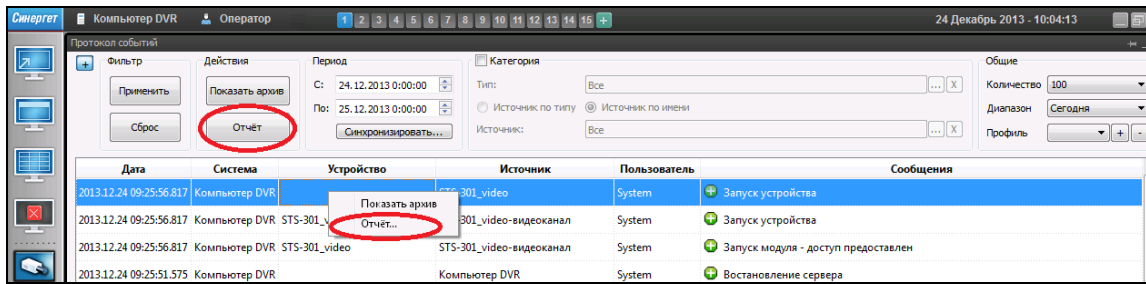 Синергет Компьютер DVR Оператор 1 2 3 4 5 6 7 8 9 10 11 12 13 14 15 + 24 Декабрь 2013 - 10:04:13
Протокол событий
Фильтр Действия Период Категория Общие
Применить Показать архив С: 24.12.2013 0:00:00 Тип: Все ... X Количество 100
По: 25.12.2013 0:00:00 Источник по типу Источник по имени Диапазон Сегодня
Сброс Отчёт Синхронизировать... Источник: Все ... X Профиль + -
Дата Система Устройство Источник Пользователь Сообщения
2013.12.24 09:25:56.817 Компьютер DVR STS-301_video System Запуск устройства
Показать архив
2013.12.24 09:25:56.817 Компьютер DVR STS-301_v 301_video-видеоканал System Запуск устройства
Отчёт...
2013.12.24 09:25:56.817 Компьютер DVR STS-301_video STS-301_video-видеоканал System Запуск модуля - доступ предоставлен
2013.12.24 09:25:51.575 Компьютер DVR Компьютер DVR System Востановление сервера